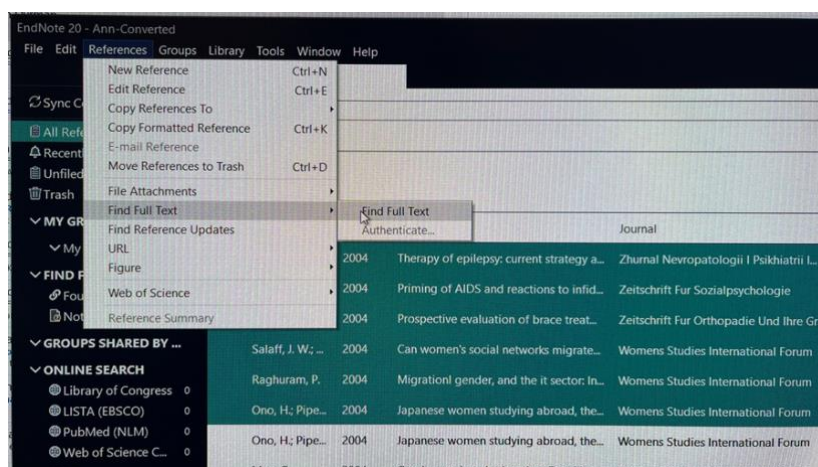 EndNote 20 - Ann-Converted
File Edit References Groups Library Tools Window Help
New Reference Ctrl+N
Edit Reference Ctrl+E
Copy References To
Copy Formatted Reference Ctrl+K
E-mail Reference
Move References to Trash Ctrl+D
File Attachments
Find Full Text
Find Reference Updates
URL
Figure
Web of Science
Reference Summary
Find Full Text
Authenticate...
Sync C
All Refe
Recent
Unfiled
Trash
MY GR
My
FIND F
Fou
Not
GROUPS SHARED BY ...
ONLINE SEARCH
Library of Congress 0
LISTA (EBSCO) 0
PubMed (NLM) 0
Web of Science C... 0
Journal
2004 Therapy of epilepsy: current strategy a... Zhurnal Nevropatologii I Psikhiatrii I...
2004 Priming of AIDS and reactions to infid... Zeitschrift Fur Sozialpsychologie
2004 Prospective evaluation of brace treat... Zeitschrift Fur Orthopadie Und Ihre Gr
Salaff, J. W.; ... 2004 Can women's social networks migrate... Womens Studies International Forum
Raghuram, P. 2004 Migrationl gender, and the it sector: In... Womens Studies International Forum
Ono, H.; Pipe... 2004 Japanese women studying abroad, the... Womens Studies International Forum
Ono, H.; Pipe... 2004 Japanese women studying abroad, the... Womens Studies International Forum